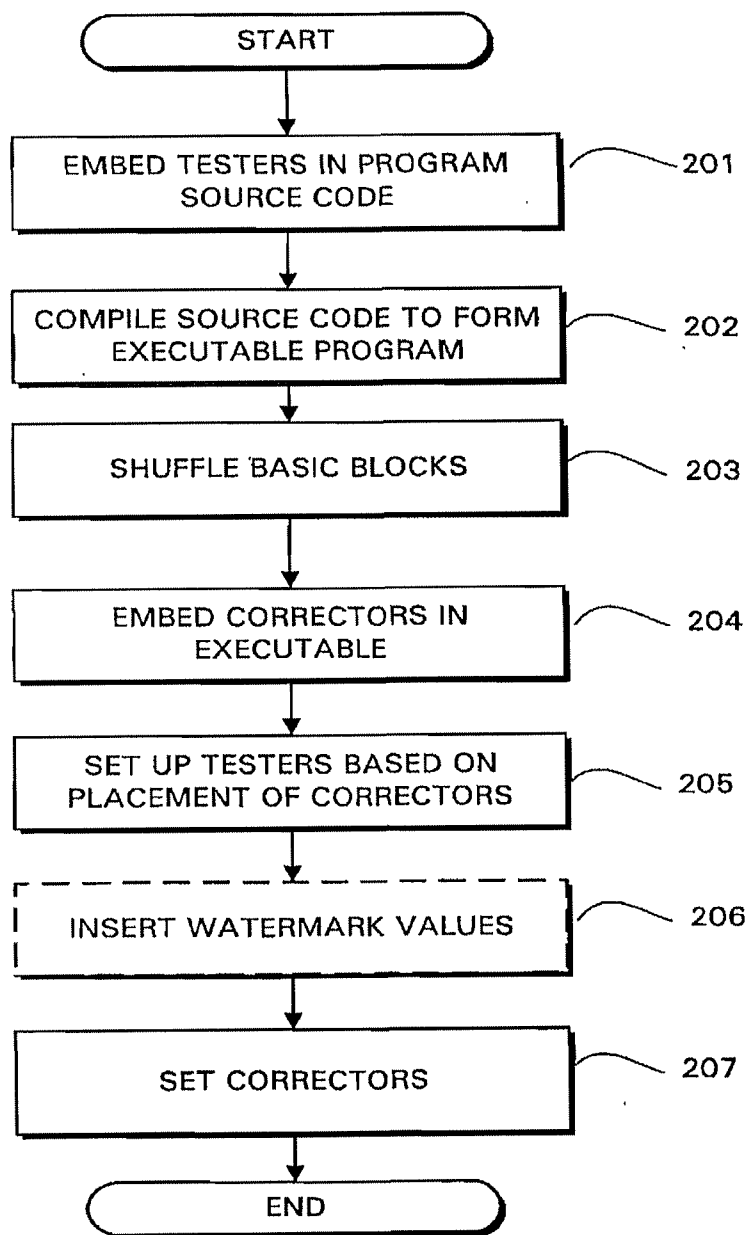 START
EMBED TESTERS IN PROGRAM
SOURCE CODE
201
COMPILE SOURCE CODE TO FORM
EXECUTABLE PROGRAM
202
SHUFFLE BASIC BLOCKS
203
EMBED CORRECTORS IN
EXECUTABLE
204
SET UP TESTERS BASED ON
PLACEMENT OF CORRECTORS
205
INSERT WATERMARK VALUES
206
SET CORRECTORS
207
END